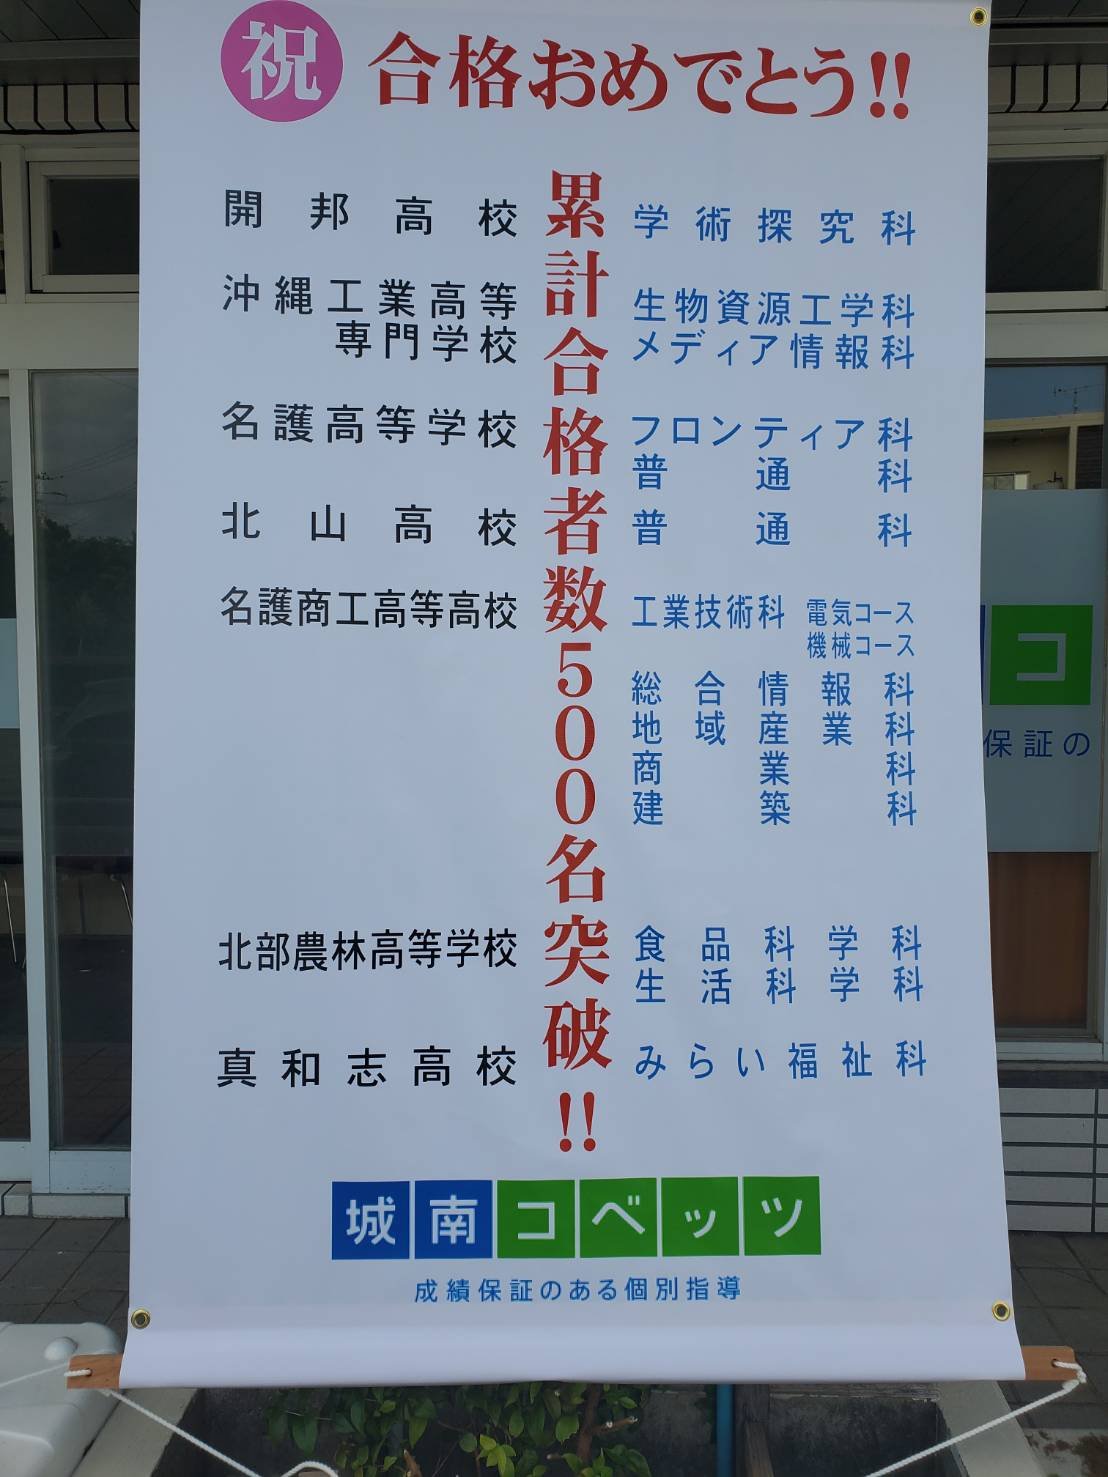 祝 合格おめでとう!!
累計合格者数500名突破!!
開邦高校 学術探究科
沖縄工業高等 生物資源工学科
専門学校 メディア情報科
名護高等学校 フロンティア科
普通科
北山高校 普通科
名護商工高等高校 工業技術科 電気コース
機械コース
総合情報科
地域産業科
商業科
建築科
北部農林高等学校 食品科学科
生活科学科
真和志高校 みらい福祉科
城南コベッツ
成績保証のある個別指導
コ
保証の